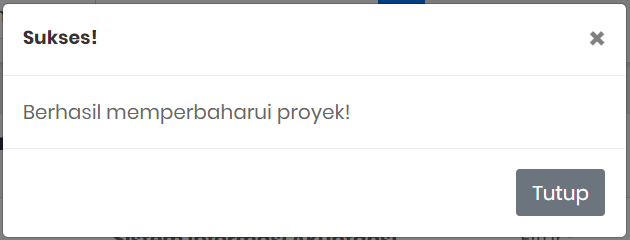 Sukses!
×
Berhasil memperbaharui proyek!
Tutup